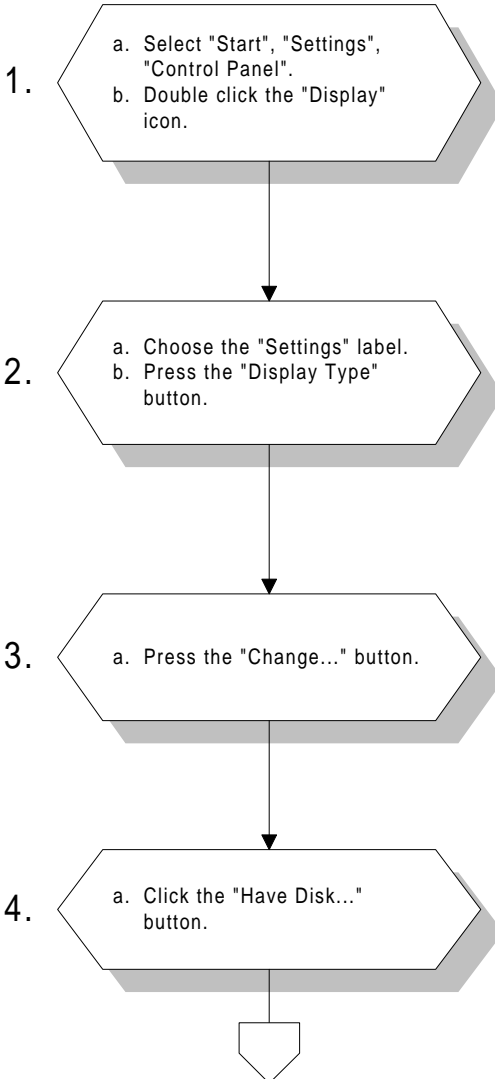 1.
a. Select "Start", "Settings",
"Control Panel".
b. Double click the "Display"
icon.
2.
a. Choose the "Settings" label.
b. Press the "Display Type"
button.
3.
a. Press the "Change..." button.
4.
a. Click the "Have Disk..."
button.